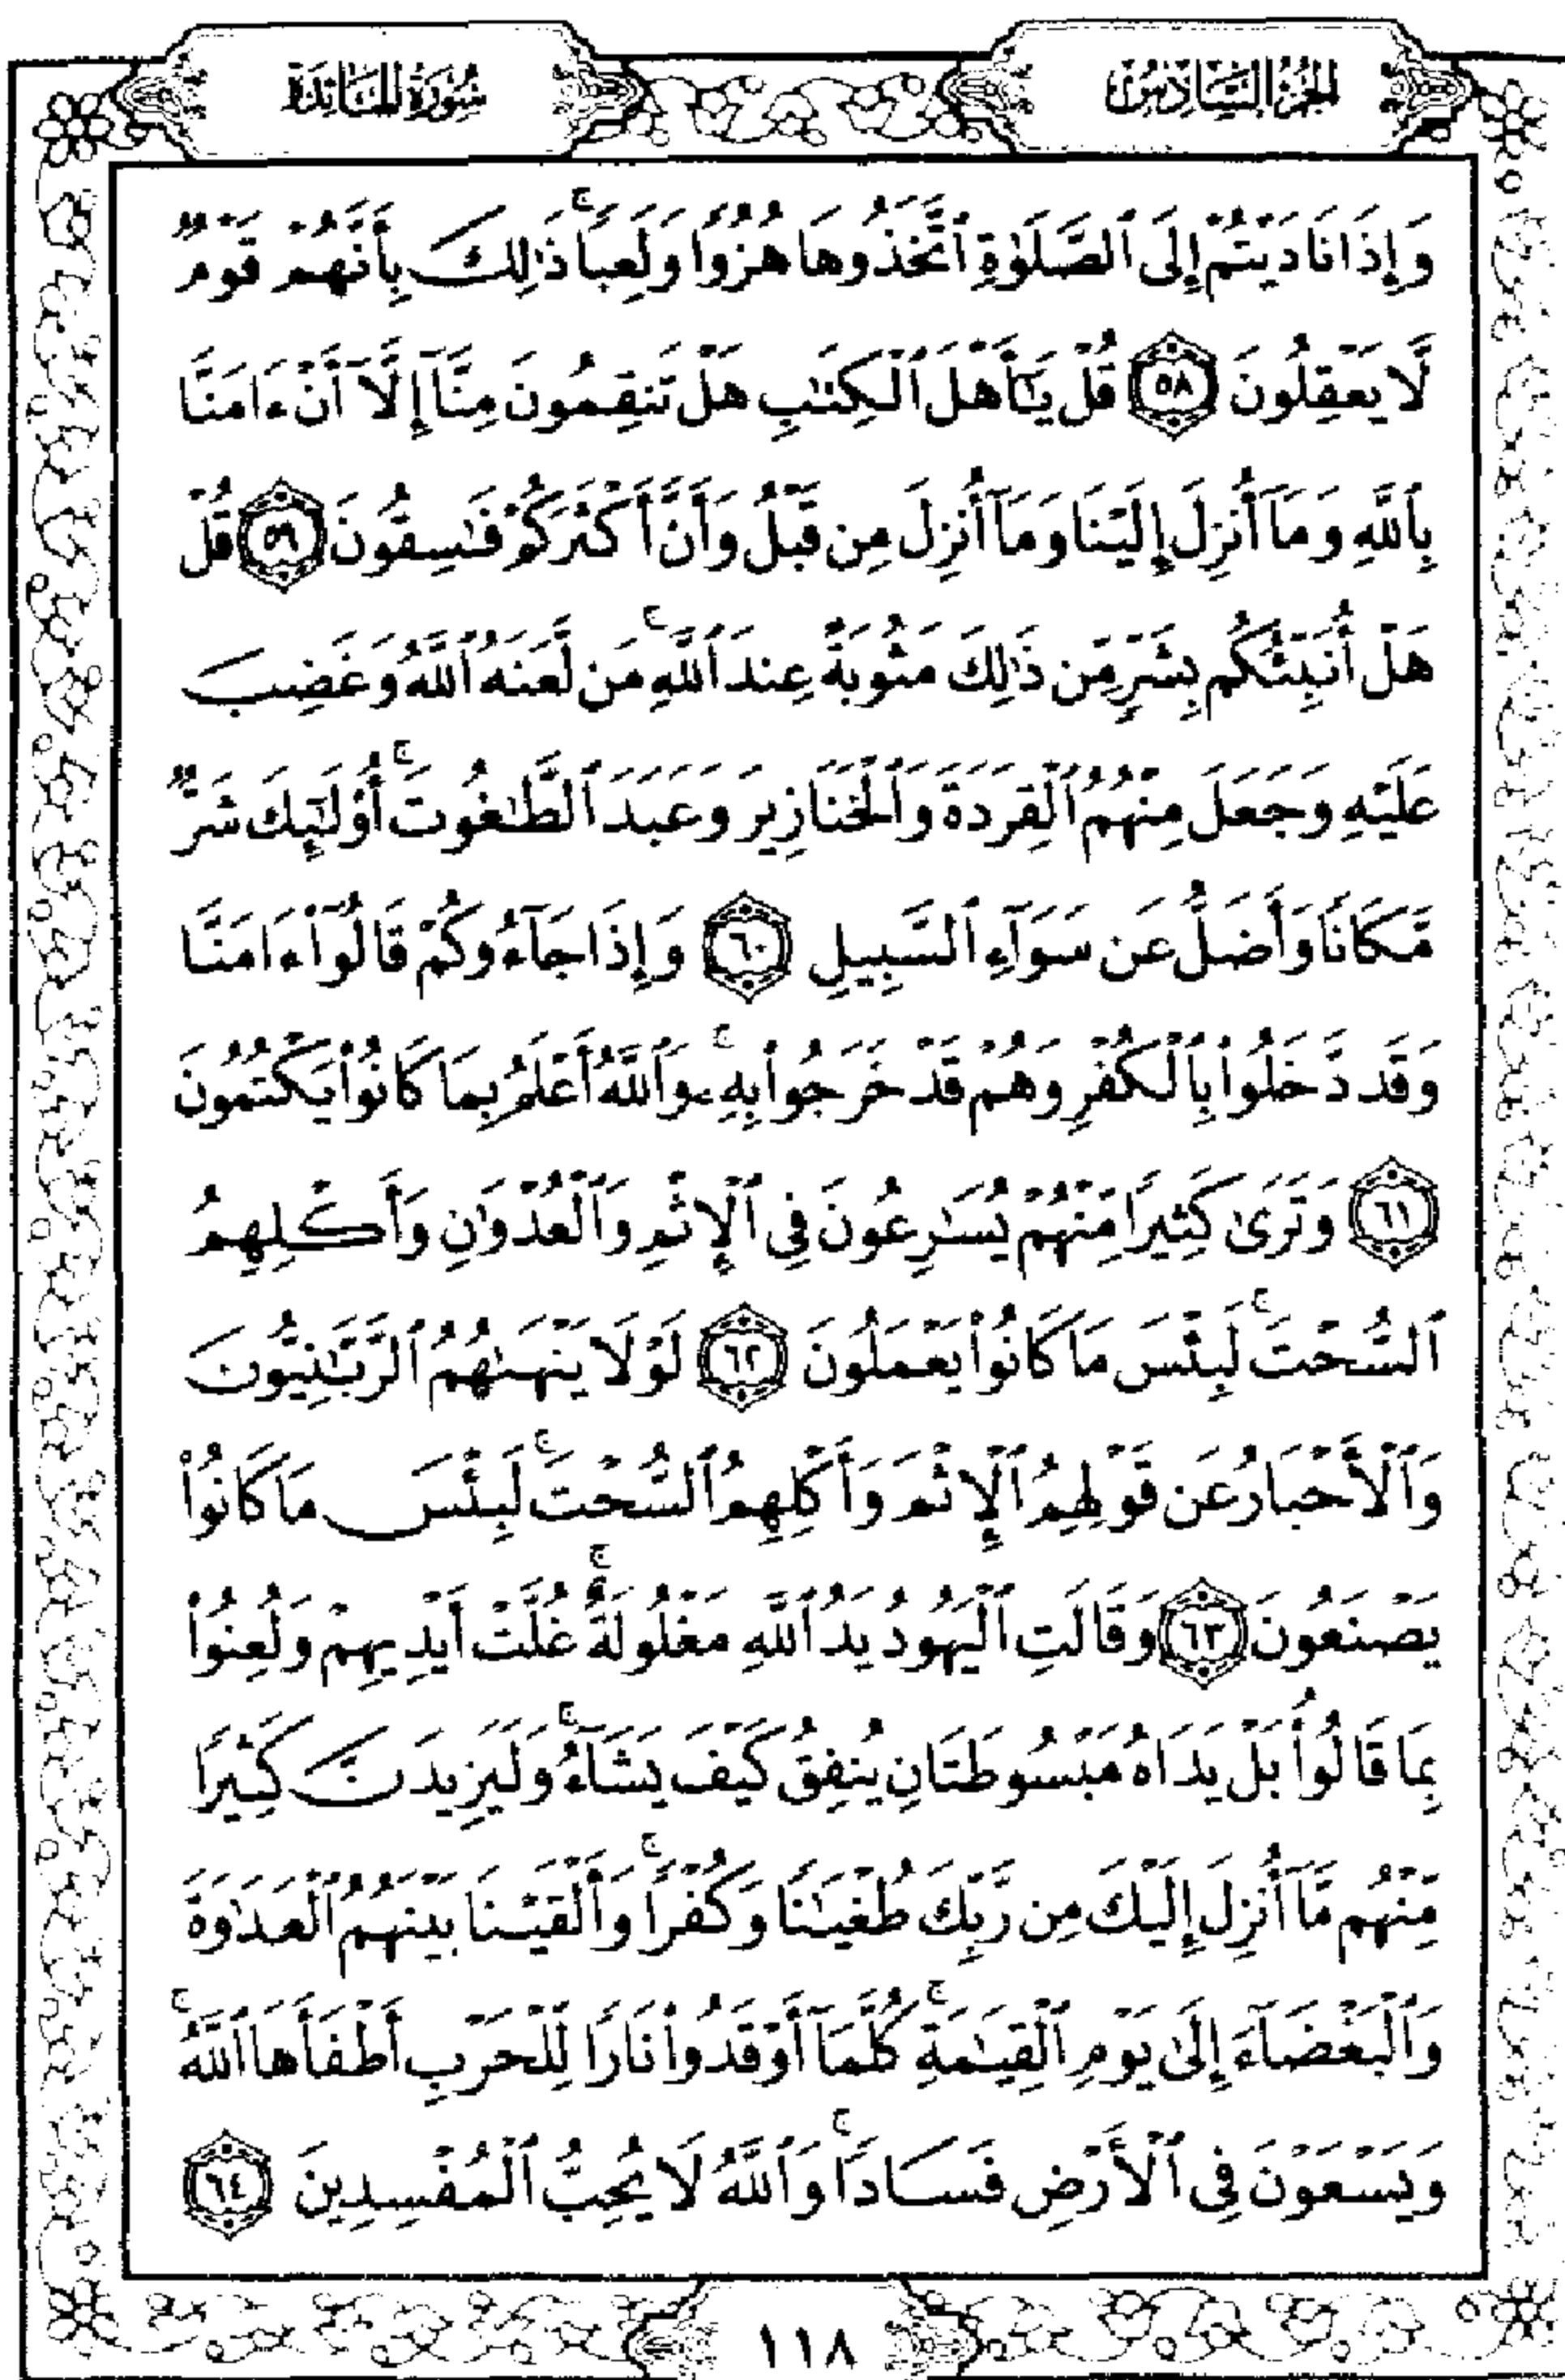 الجزء السادس
سورة المائدة
وَإِذَا نَادَيْتُمْ إِلَى ٱلصَّلَوٰةِ ٱتَّخَذُوهَا هُزُوًا وَلَعِبًا ۚ ذَٰلِكَ بِأَنَّهُمْ قَوْمٌ
لَّا يَعْقِلُونَ ٥٨ قُلْ يَٰٓأَهْلَ ٱلْكِتَٰبِ هَلْ تَنقِمُونَ مِنَّآ إِلَّآ أَنْ ءَامَنَّا
بِٱللَّهِ وَمَآ أُنزِلَ إِلَيْنَا وَمَآ أُنزِلَ مِن قَبْلُ وَأَنَّ أَكْثَرَكُمْ فَٰسِقُونَ ٥٩ قُلْ
هَلْ أُنَبِّئُكُم بِشَرٍّ مِّن ذَٰلِكَ مَثُوبَةً عِندَ ٱللَّهِ ۚ مَن لَّعَنَهُ ٱللَّهُ وَغَضِبَ
عَلَيْهِ وَجَعَلَ مِنْهُمُ ٱلْقِرَدَةَ وَٱلْخَنَازِيرَ وَعَبَدَ ٱلطَّٰغُوتَ ۚ أُو۟لَٰٓئِكَ شَرٌّ
مَّكَانًا وَأَضَلُّ عَن سَوَآءِ ٱلسَّبِيلِ ٦٠ وَإِذَا جَآءُوكُمْ قَالُوٓا۟ ءَامَنَّا
وَقَد دَّخَلُوا۟ بِٱلْكُفْرِ وَهُمْ قَدْ خَرَجُوا۟ بِهِۦ ۚ وَٱللَّهُ أَعْلَمُ بِمَا كَانُوا۟ يَكْتُمُونَ
٦١ وَتَرَىٰ كَثِيرًا مِّنْهُمْ يُسَٰرِعُونَ فِى ٱلْإِثْمِ وَٱلْعُدْوَٰنِ وَأَكْلِهِمُ
ٱلسُّحْتَ ۚ لَبِئْسَ مَا كَانُوا۟ يَعْمَلُونَ ٦٢ لَوْلَا يَنْهَىٰهُمُ ٱلرَّبَّٰنِيُّونَ
وَٱلْأَحْبَارُ عَن قَوْلِهِمُ ٱلْإِثْمَ وَأَكْلِهِمُ ٱلسُّحْتَ ۚ لَبِئْسَ مَا كَانُوا۟
يَصْنَعُونَ ٦٣ وَقَالَتِ ٱلْيَهُودُ يَدُ ٱللَّهِ مَغْلُولَةٌ ۚ غُلَّتْ أَيْدِيهِمْ وَلُعِنُوا۟
بِمَا قَالُوا۟ بَلْ يَدَاهُ مَبْسُوطَتَانِ يُنفِقُ كَيْفَ يَشَآءُ ۚ وَلَيَزِيدَنَّ كَثِيرًا
مِّنْهُم مَّآ أُنزِلَ إِلَيْكَ مِن رَّبِّكَ طُغْيَٰنًا وَكُفْرًا ۚ وَأَلْقَيْنَا بَيْنَهُمُ ٱلْعَدَٰوَةَ
وَٱلْبَغْضَآءَ إِلَىٰ يَوْمِ ٱلْقِيَٰمَةِ ۚ كُلَّمَآ أَوْقَدُوا۟ نَارًا لِّلْحَرْبِ أَطْفَأَهَا ٱللَّهُ ۚ
وَيَسْعَوْنَ فِى ٱلْأَرْضِ فَسَادًا ۚ وَٱللَّهُ لَا يُحِبُّ ٱلْمُفْسِدِينَ ٦٤
١١٨